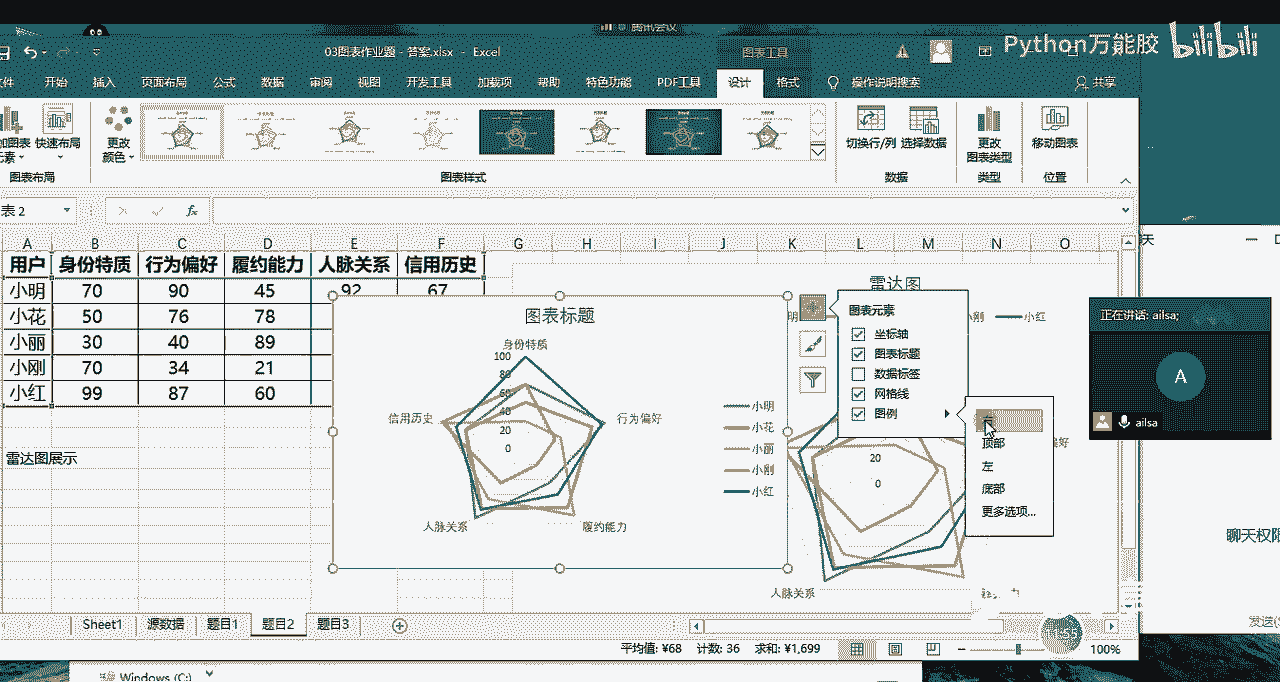 腾讯会议
03图表作业题 - 答案.xlsx - Excel
图表工具
Python万能胶 bilibili
开始 插入 页面布局 公式 数据 审阅 视图 开发工具 加载项 帮助 特色功能 PDF工具 设计 格式 操作说明搜索 共享
快速布局
更改颜色
切换行/列 选择数据
更改图表类型
移动图表
图表布局 图表样式 数据 类型 位置
表 2 fx
A B C D E F G H I J K L M N O
用户 身份特质 行为偏好 履约能力 人脉关系 信用历史
小明 70 90 45 92 67
小花 50 76 78
小丽 30 40 89
小刚 70 34 21
小红 99 87 60
雷达图展示
图表标题
身份特质
100
80
60
40
20
0
信用历史 行为偏好
人脉关系 履约能力
小明
小花
小丽
小刚
小红
雷达图
明 小刚 小红
20
0
人脉关系
图表元素
坐标轴
图表标题
数据标签
网格线
图例
顶部
左
底部
更多选项...
正在讲话: ailsa;
A
ailsa
天
聊天权限
发送(S
Sheet1 源数据 题目1 题目2 题目3
平均值: ¥68 计数: 36 求和: ¥1,699 100%
11:55
Windows (C:)